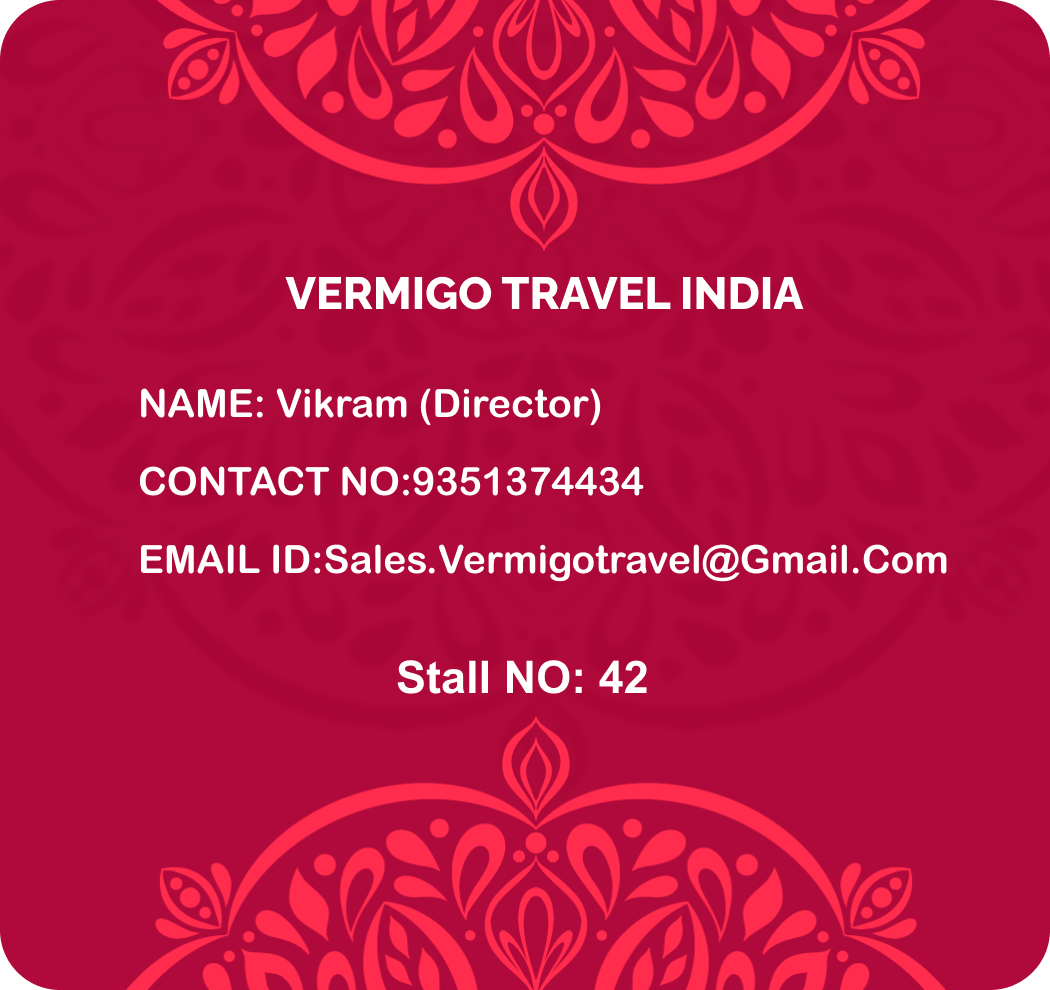 VERMIGO TRAVEL INDIA
NAME: Vikram (Director)
CONTACT NO:9351374434
EMAIL ID:Sales.Vermigotravel@Gmail.Com
Stall NO: 42